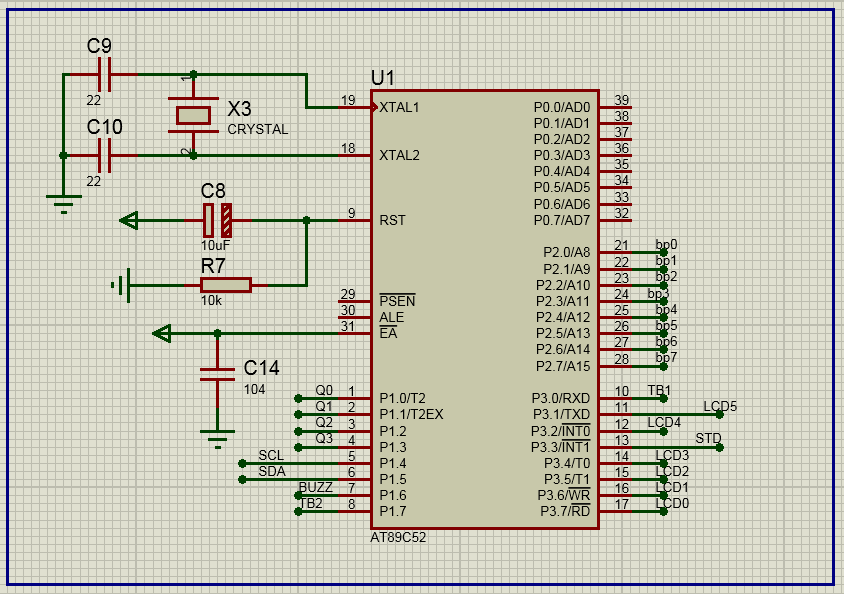 C9
22
1
X3
CRYSTAL
2
C10
22
C8
10uF
R7
10k
C14
104
U1
19 XTAL1
18 XTAL2
9 RST
29 PSEN
30 ALE
31 EA
Q0 1 P1.0/T2
Q1 2 P1.1/T2EX
Q2 3 P1.2
Q3 4 P1.3
SCL 5 P1.4
SDA 6 P1.5
BUZZ 7 P1.6
TB2 8 P1.7
P0.0/AD0 39
P0.1/AD1 38
P0.2/AD2 37
P0.3/AD3 36
P0.4/AD4 35
P0.5/AD5 34
P0.6/AD6 33
P0.7/AD7 32
P2.0/A8 21 bp0
P2.1/A9 22 bp1
P2.2/A10 23 bp2
P2.3/A11 24 bp3
P2.4/A12 25 bp4
P2.5/A13 26 bp5
P2.6/A14 27 bp6
P2.7/A15 28 bp7
P3.0/RXD 10 TB1
P3.1/TXD 11 LCD5
P3.2/INT0 12 LCD4
P3.3/INT1 13 STD
P3.4/T0 14 LCD3
P3.5/T1 15 LCD2
P3.6/WR 16 LCD1
P3.7/RD 17 LCD0
AT89C52